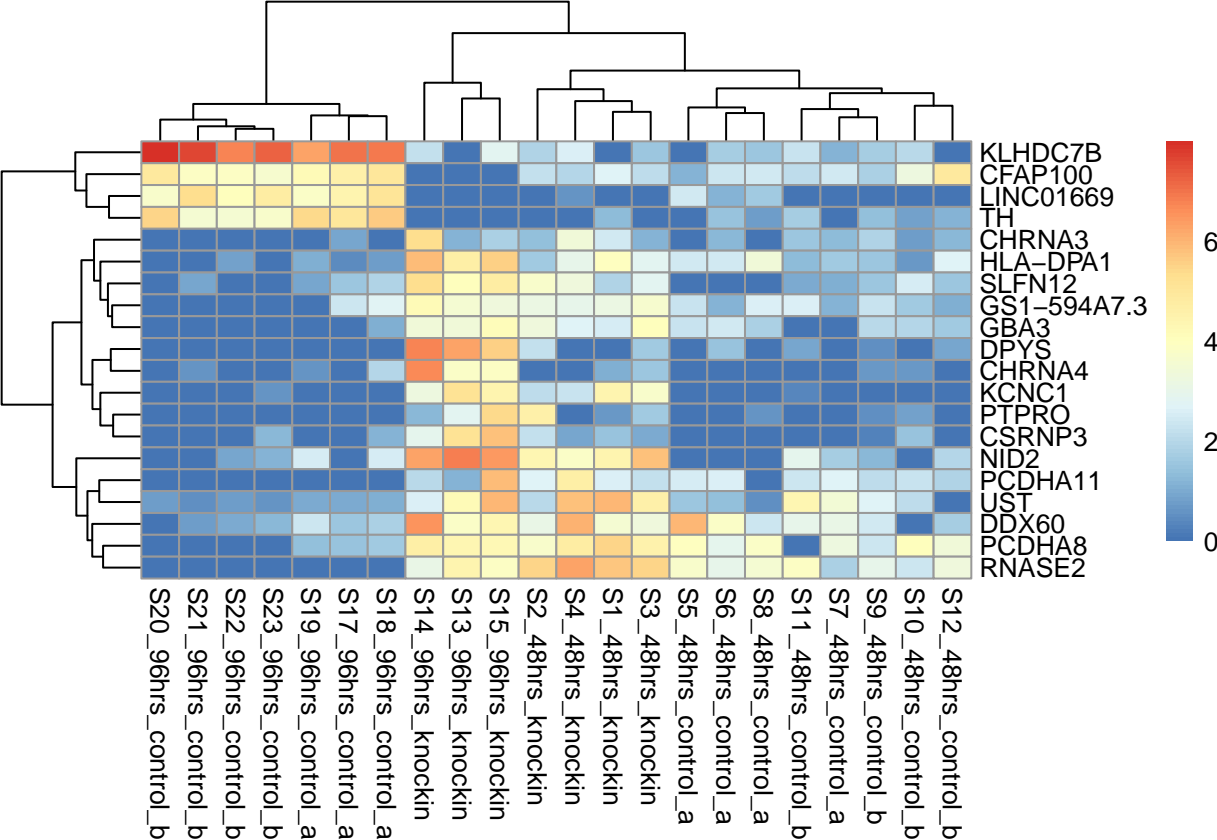 KLHDC7B
CFAP100
LINC01669
TH
CHRNA3
HLA−DPA1
SLFN12
GS1−594A7.3
GBA3
DPYS
CHRNA4
KCNC1
PTPRO
CSRNP3
NID2
PCDHA11
UST
DDX60
PCDHA8
RNASE2
S20_96hrs_control_b
S21_96hrs_control_b
S22_96hrs_control_b
S23_96hrs_control_b
S19_96hrs_control_a
S17_96hrs_control_a
S18_96hrs_control_a
S14_96hrs_knockin
S13_96hrs_knockin
S15_96hrs_knockin
S2_48hrs_knockin
S4_48hrs_knockin
S1_48hrs_knockin
S3_48hrs_knockin
S5_48hrs_control_a
S6_48hrs_control_a
S8_48hrs_control_a
S11_48hrs_control_b
S7_48hrs_control_a
S9_48hrs_control_b
S10_48hrs_control_b
S12_48hrs_control_b
6
4
2
0